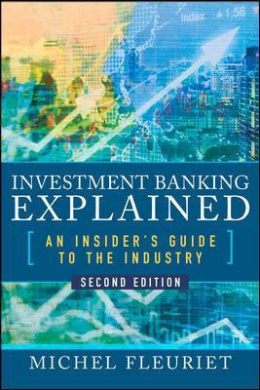 Index 1,56
INVESTMENT BANKING
EXPLAINED
[ AN INSIDER'S GUIDE
TO THE INDUSTRY ]
SECOND EDITION
MICHEL FLEURIET